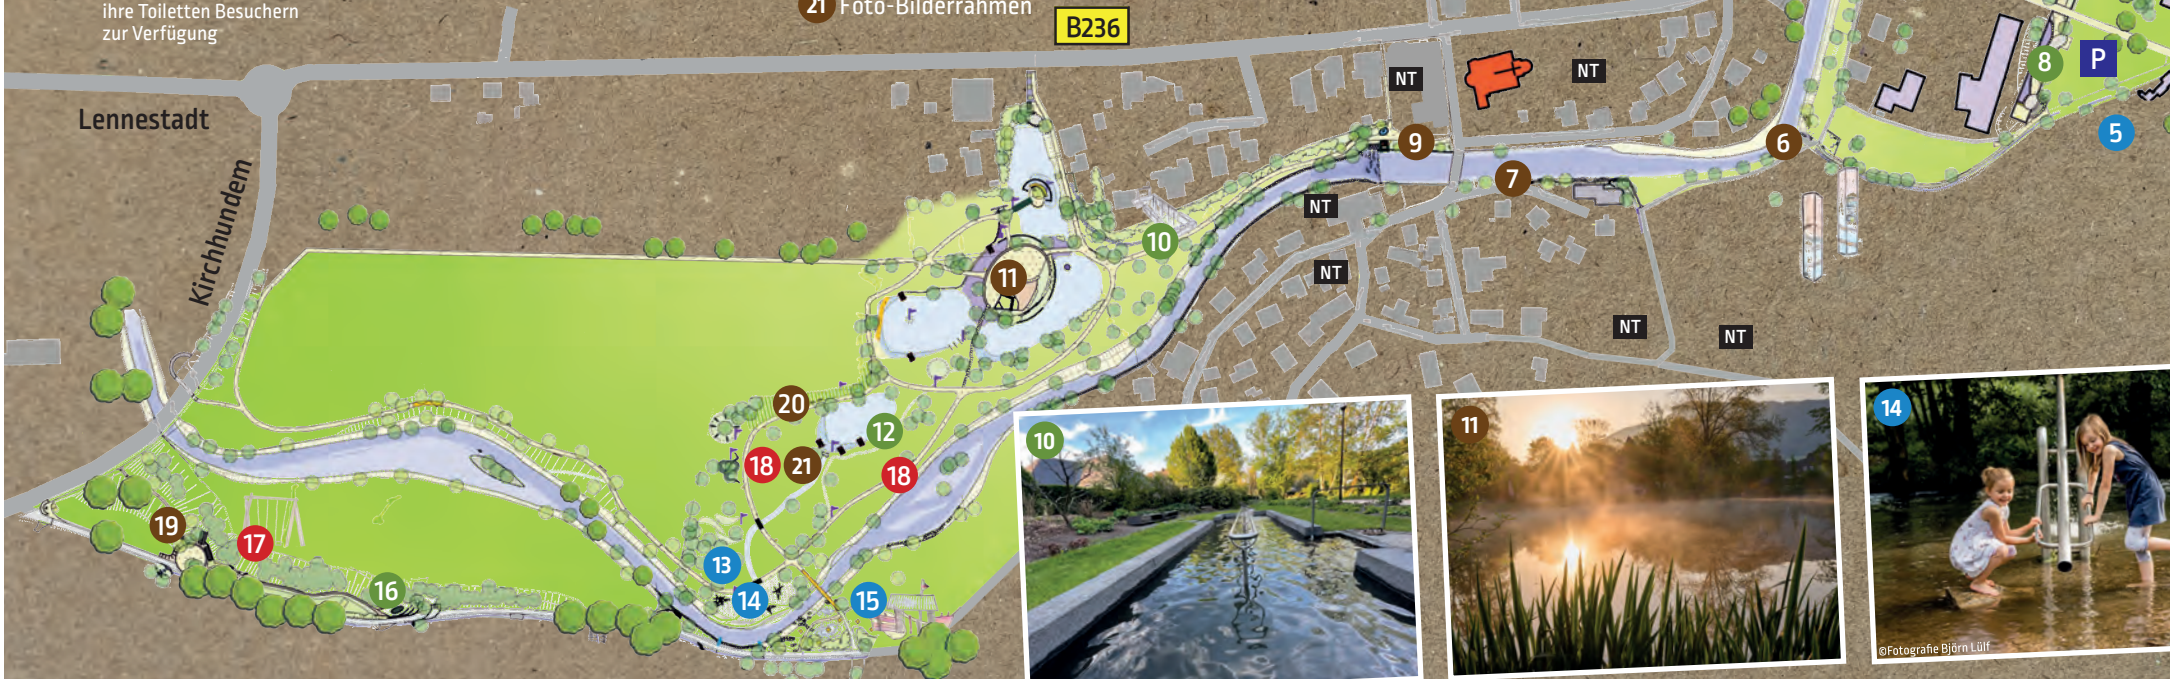 ihre Toiletten Besuchern
zur Verfügung
21 Foto-Bilderrahmen
B236
Lennestadt
Kirchhundem
NT
NT
8
P
5
9
6
7
NT
10
NT
11
NT
NT
20
12
18
21
18
19
17
13
16
14
15
10
11
14
©Fotografie Björn Lülf